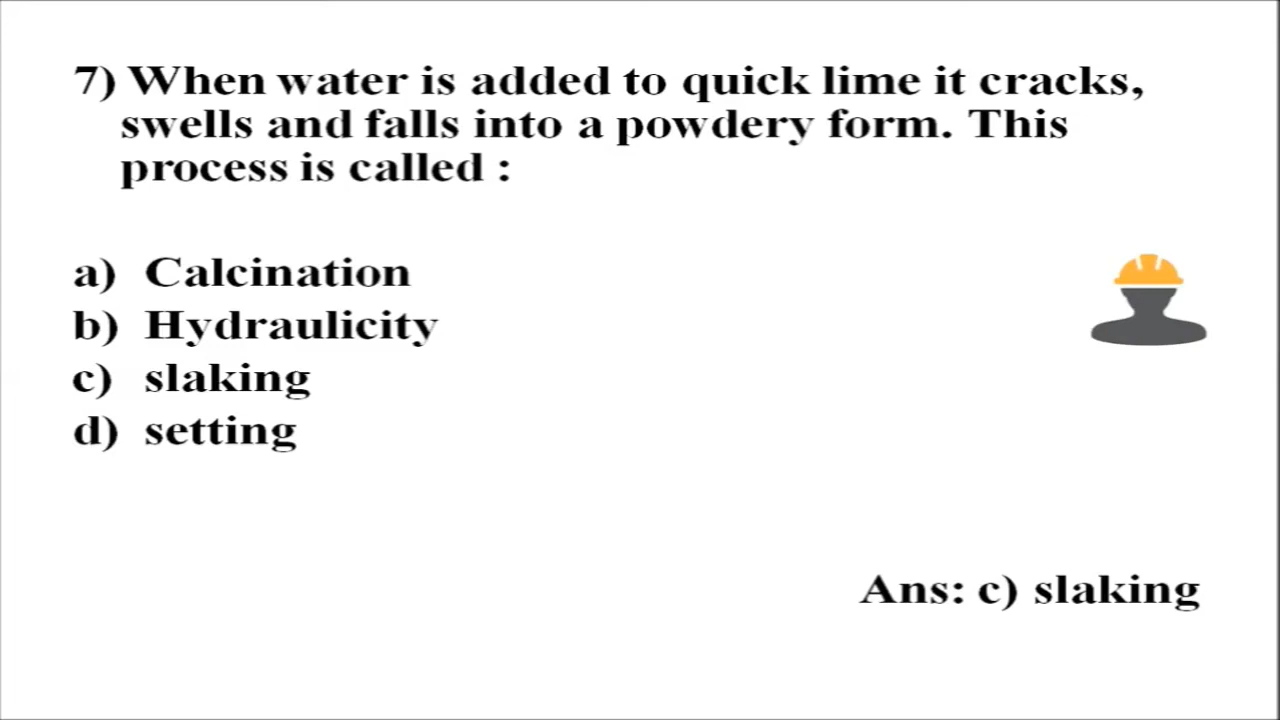 7) When water is added to quick lime it cracks,
swells and falls into a powdery form. This
process is called :
a) Calcination
b) Hydraulicity
c) slaking
d) setting
Ans: c) slaking